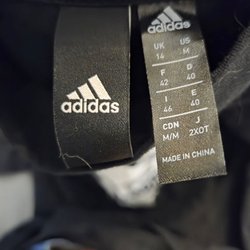 adidas
adidas
UK US
14 M
F D
42 40
I E
46 40
CDN J
M/M 2XOT
MADE IN CHINA